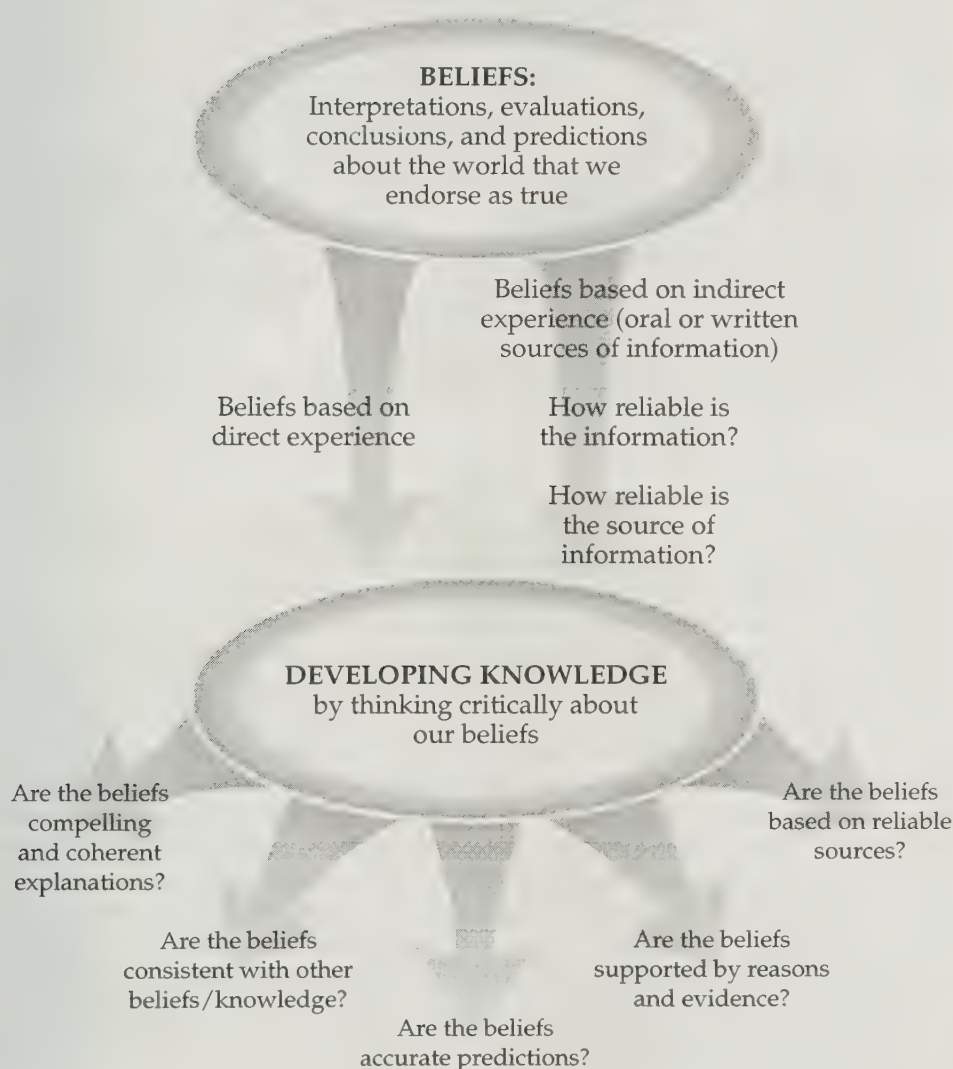 BELIEFS:
Interpretations, evaluations,
conclusions, and predictions
about the world that we
endorse as true
Beliefs based on indirect
experience (oral or written
sources of information)
Beliefs based on
direct experience
How reliable is
the information?
How reliable is
the source of
information?
DEVELOPING KNOWLEDGE
by thinking critically about
our beliefs
Are the beliefs
compelling
and coherent
explanations?
Are the beliefs
based on reliable
sources?
Are the beliefs
consistent with other
beliefs/knowledge?
Are the beliefs
supported by reasons
and evidence?
Are the beliefs
accurate predictions?